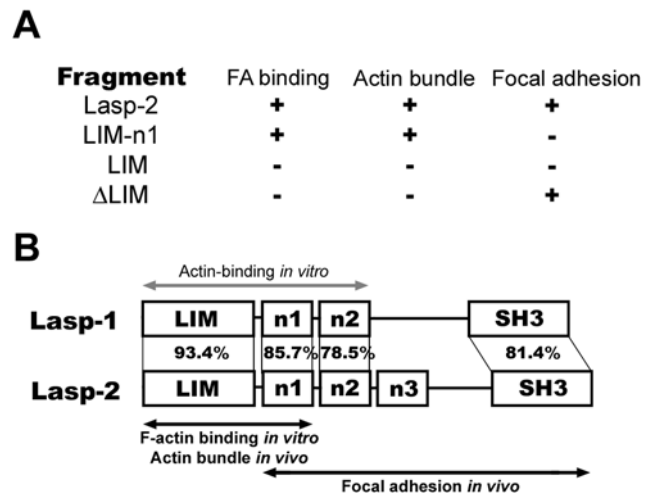 A
Fragment FA binding Actin bundle Focal adhesion
Lasp-2 + + +
LIM-n1 + + -
LIM - - -
ΔLIM - - +
B
Actin-binding in vitro
Lasp-1 LIM n1 n2 SH3
93.4% 85.7% 78.5% 81.4%
Lasp-2 LIM n1 n2 n3 SH3
F-actin binding in vitro
Actin bundle in vivo
Focal adhesion in vivo